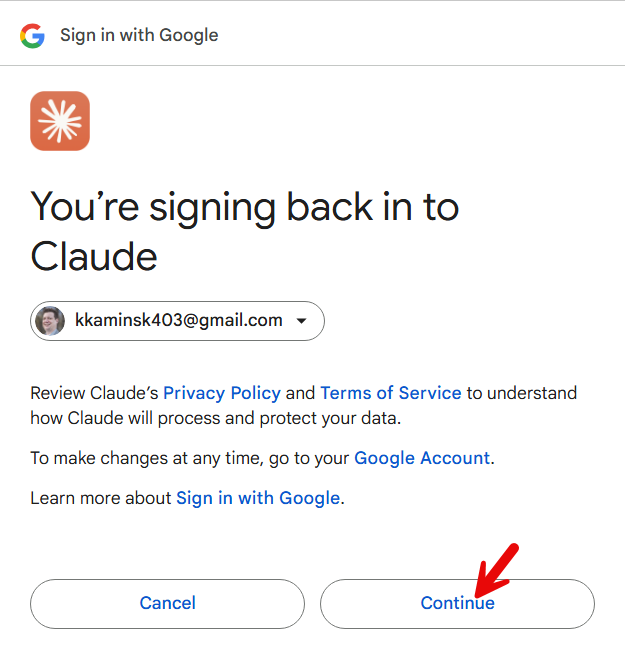 Sign in with Google
You’re signing back in to
Claude
kkaminsk403@gmail.com
Review Claude’s Privacy Policy and Terms of Service to understand
how Claude will process and protect your data.
To make changes at any time, go to your Google Account.
Learn more about Sign in with Google.
Cancel
Continue